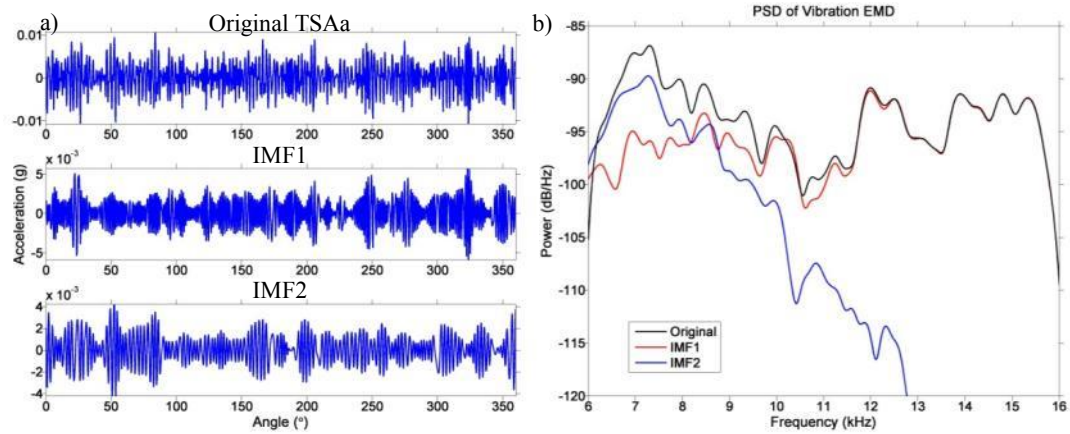 a)
Original TSAa
0.01
0
-0.01
0 50 100 150 200 250 300 350
x 10⁻³
IMF1
5
0
-5
0 50 100 150 200 250 300 350
x 10⁻³
IMF2
4
2
0
-2
-4
0 50 100 150 200 250 300 350
Acceleration (g)
Angle (°)
b)
PSD of Vibration EMD
-85
-90
-95
-100
-105
-110
-115
-120
6 7 8 9 10 11 12 13 14 15 16
Power (dB/Hz)
Frequency (kHz)
Original
IMF1
IMF2